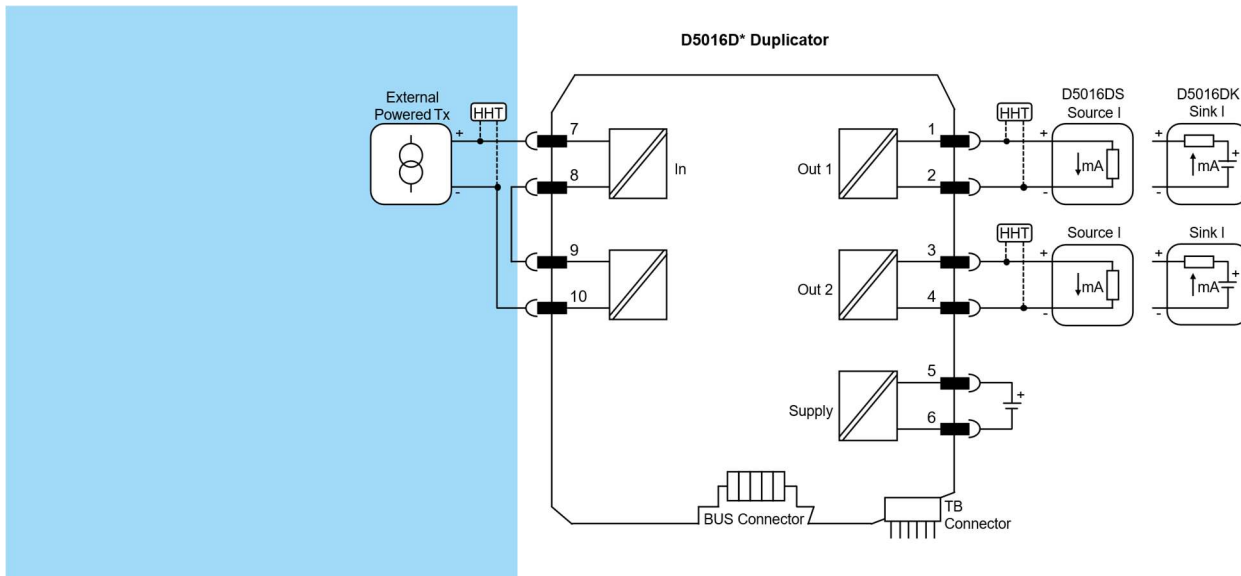 D5016D* Duplicator
External
Powered Tx
HHT
+
-
7
8
9
10
In
Out 1
Out 2
Supply
1
2
3
4
5
6
HHT
+
-
D5016DS
Source I
mA
D5016DK
Sink I
+
-
mA
+
HHT
+
-
Source I
mA
Sink I
+
-
mA
+
+
BUS Connector
TB
Connector